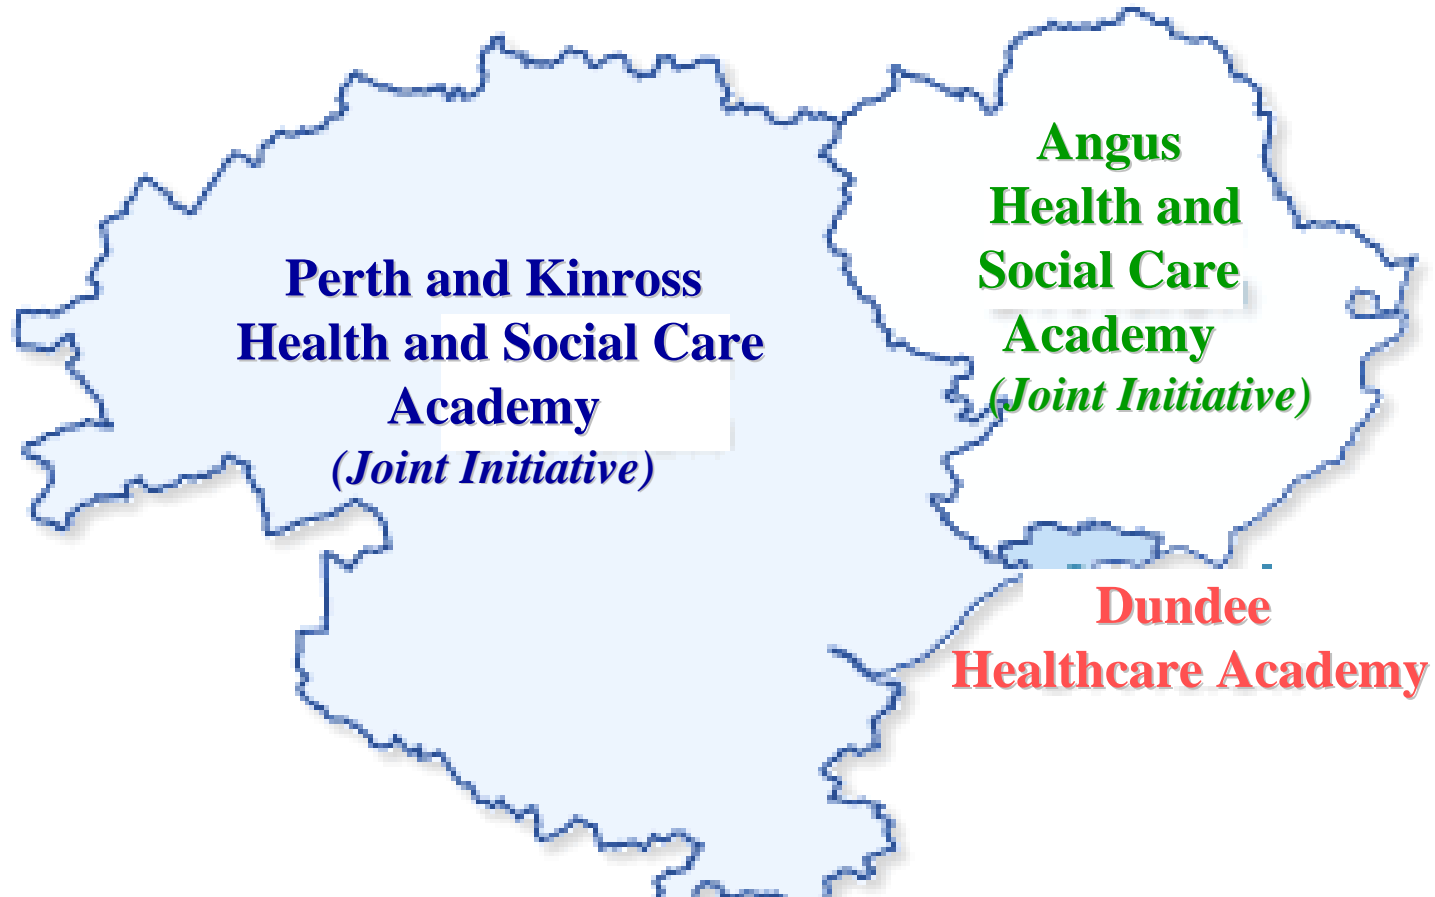 Perth and Kinross
Health and Social Care
Academy
(Joint Initiative)
Angus
Health and
Social Care
Academy
(Joint Initiative)
Dundee
Healthcare Academy